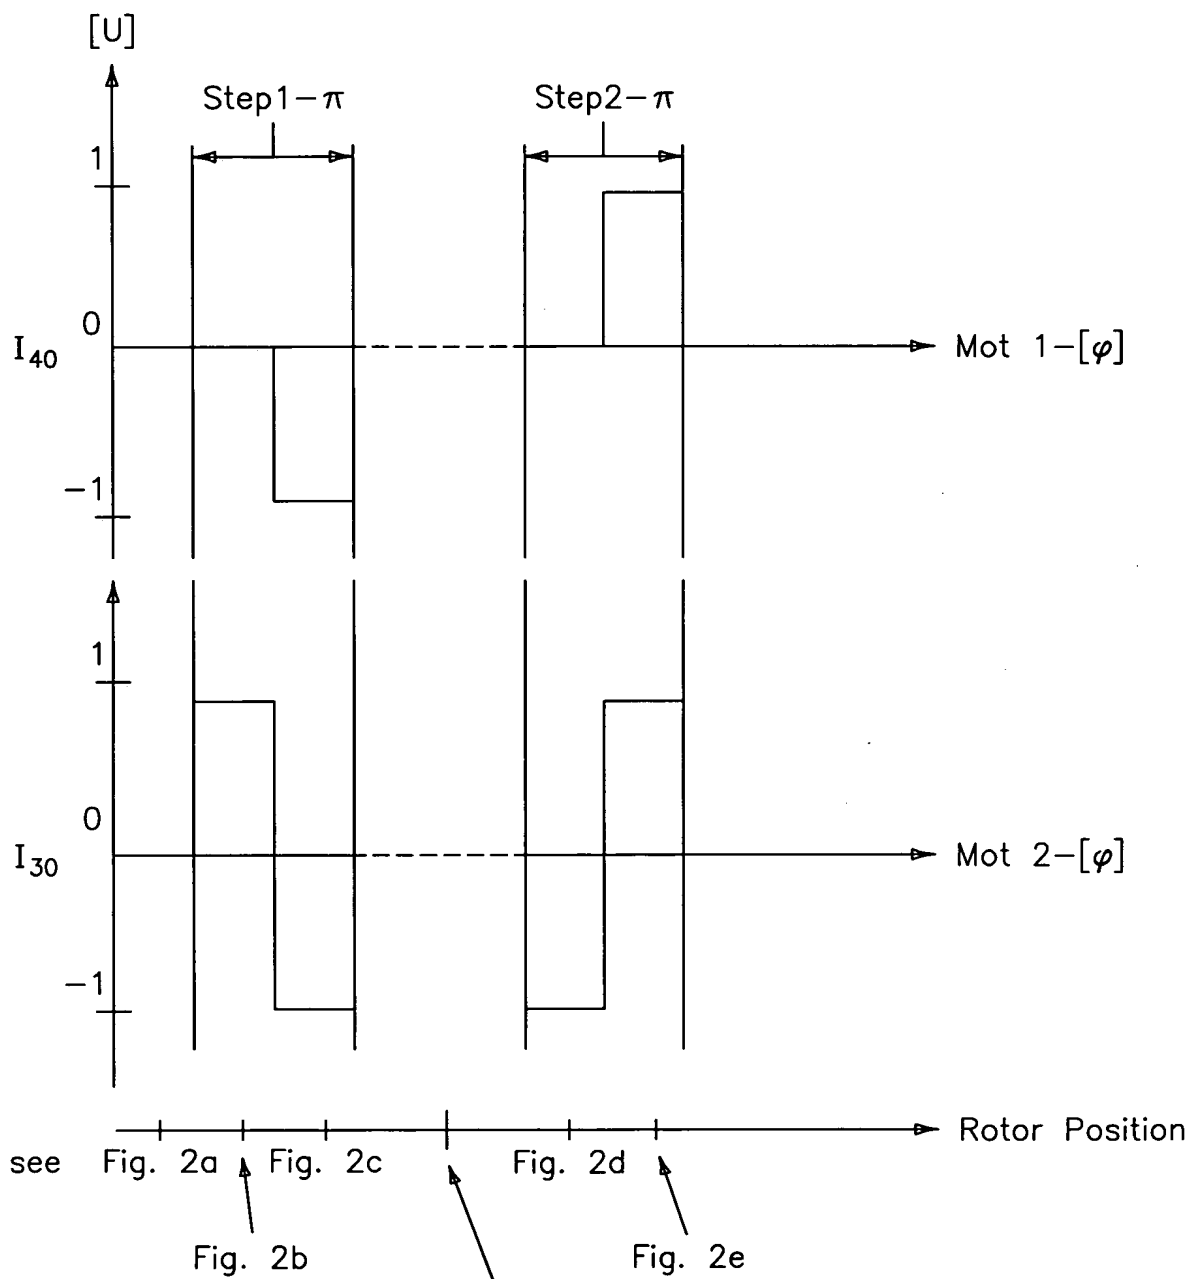 [U]
Step1-π
Step2-π
1
0
I40
Mot 1-[φ]
-1
1
0
I30
Mot 2-[φ]
-1
Rotor Position
see Fig. 2a Fig. 2c Fig. 2d
Fig. 2b Fig. 2e